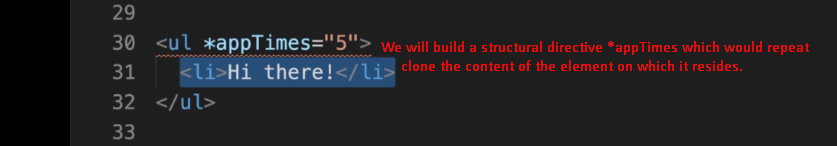 29
30 <ul *appTimes="5"> We will build a structural directive *appTimes which would repeat
31 <li>Hi there!</li> clone the content of the element on which it resides.
32 </ul>
33